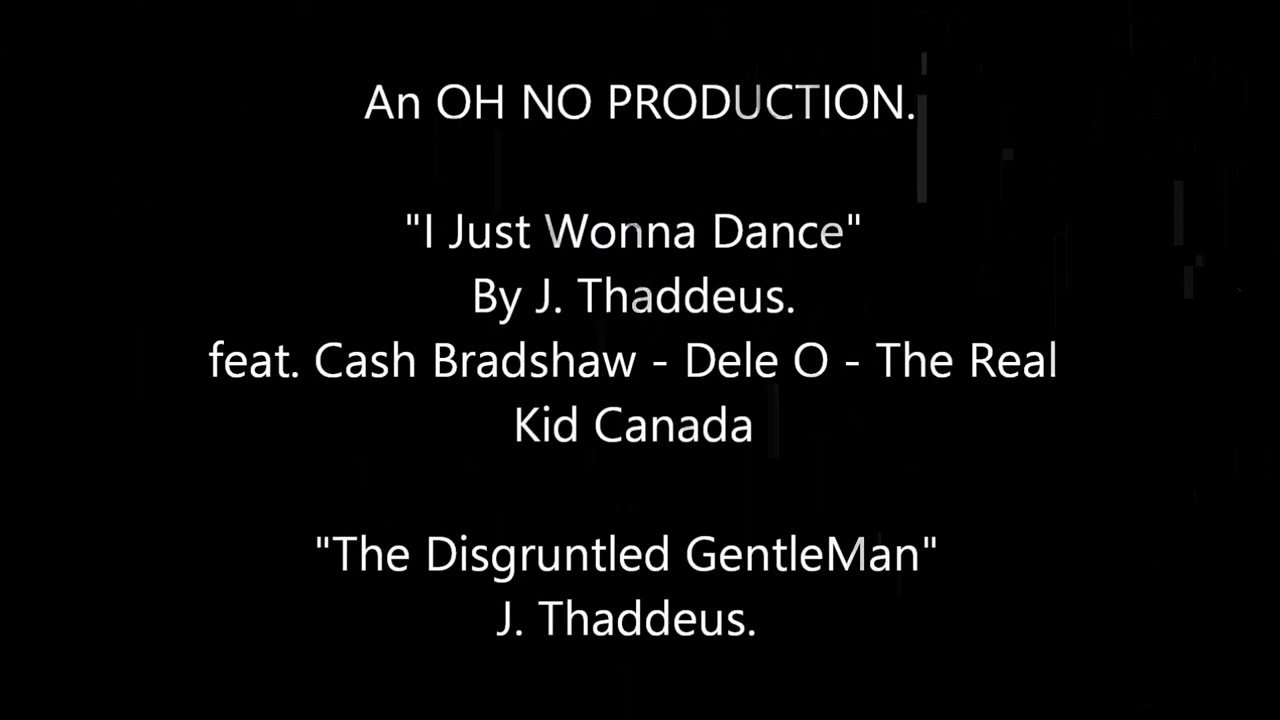 An OH NO PRODUCTION.
"I Just Wonna Dance"
By J. Thaddeus.
feat. Cash Bradshaw - Dele O - The Real
Kid Canada
"The Disgruntled GentleMan"
J. Thaddeus.